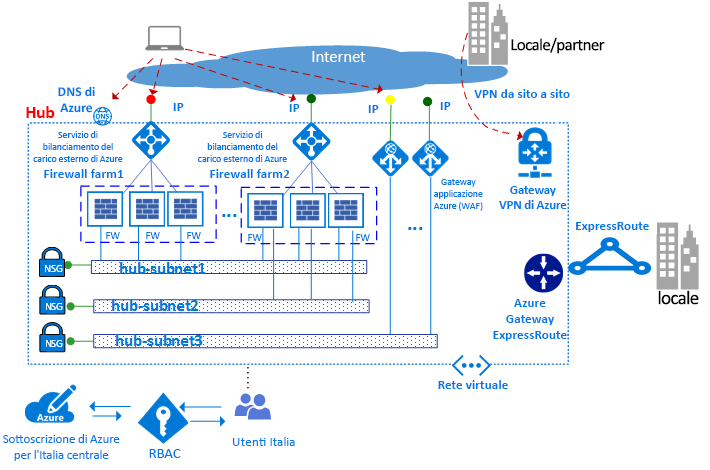 Internet
Locale/partner
DNS di
Azure
DNS
IP
IP
IP
IP
VPN da sito a sito
Hub
Servizio di
bilanciamento del
carico esterno di Azure
Firewall farm1
Servizio di
bilanciamento del
carico esterno di Azure
Firewall farm2
Gateway
applicazione
Azure (WAF)
Gateway
VPN di Azure
...
...
FW
FW
FW
FW
ExpressRoute
locale
Azure
Gateway
ExpressRoute
NSG
hub-subnet1
NSG
hub-subnet2
NSG
hub-subnet3
Rete virtuale
Azure
Sottoscrizione di Azure
per l'Italia centrale
RBAC
Utenti Italia